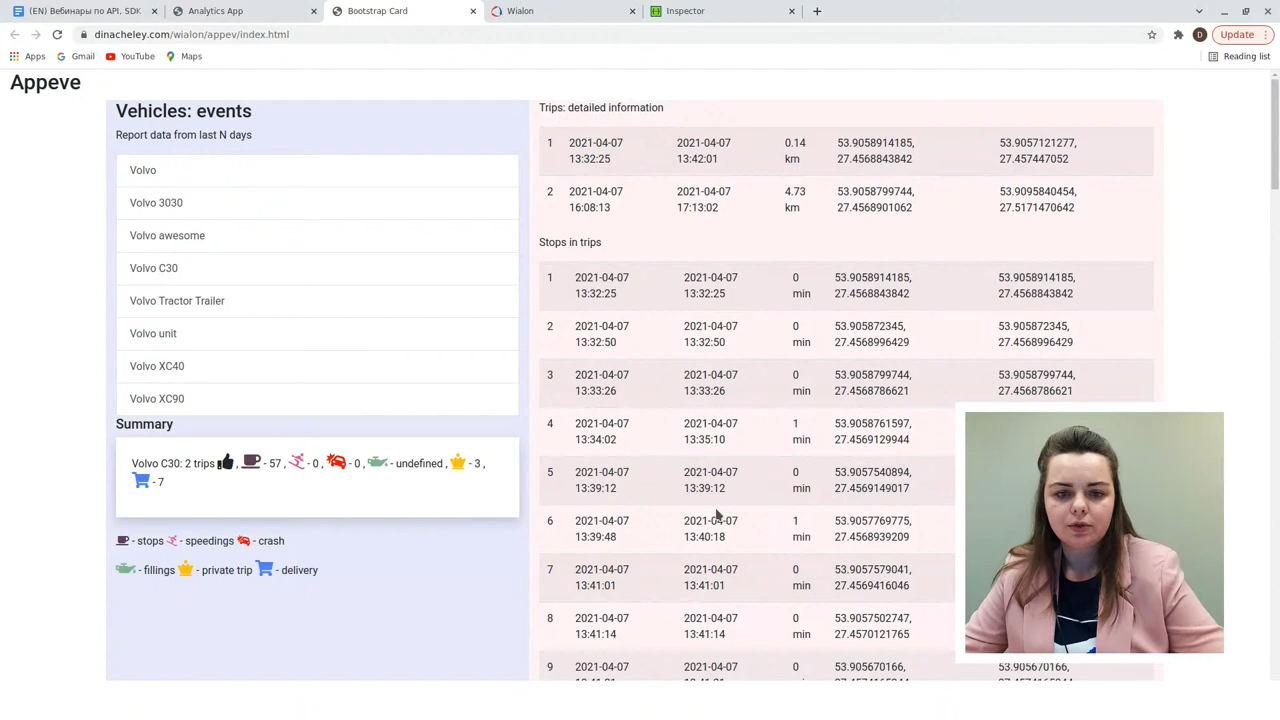 (EN) Вебинары по API, SDK
Analytics App
Bootstrap Card
Wialon
Inspector
dinacheley.com/wialon/appev/index.html
D
Update
Apps
Gmail
YouTube
Maps
Reading list
Appeve
Vehicles: events
Report data from last N days
Volvo
Volvo 3030
Volvo awesome
Volvo C30
Volvo Tractor Trailer
Volvo unit
Volvo XC40
Volvo XC90
Summary
Volvo C30: 2 trips , - 57 , - 0 , - 0 , - undefined , - 3 ,
- 7
- stops - speedings - crash
- fillings - private trip - delivery
Trips: detailed information
1 2021-04-07 2021-04-07 0.14 53.9058914185, 53.9057121277,
13:32:25 13:42:01 km 27.4568843842 27.457447052
2 2021-04-07 2021-04-07 4.73 53.9058799744, 53.9095840454,
16:08:13 17:13:02 km 27.4568901062 27.5171470642
Stops in trips
1 2021-04-07 2021-04-07 0 53.9058914185, 53.9058914185,
13:32:25 13:32:25 min 27.4568843842 27.4568843842
2 2021-04-07 2021-04-07 0 53.905872345, 53.905872345,
13:32:50 13:32:50 min 27.4568996429 27.4568996429
3 2021-04-07 2021-04-07 0 53.9058799744, 53.9058799744,
13:33:26 13:33:26 min 27.4568786621 27.4568786621
4 2021-04-07 2021-04-07 1 53.9058761597,
13:34:02 13:35:10 min 27.4569129944
5 2021-04-07 2021-04-07 0 53.9057540894,
13:39:12 13:39:12 min 27.4569149017
6 2021-04-07 2021-04-07 1 53.9057769775,
13:39:48 13:40:18 min 27.4568939209
7 2021-04-07 2021-04-07 0 53.9057579041,
13:41:01 13:41:01 min 27.4569416046
8 2021-04-07 2021-04-07 0 53.9057502747,
13:41:14 13:41:14 min 27.4570121765
9 2021-04-07 2021-04-07 0 53.905670166, 53.905670166,